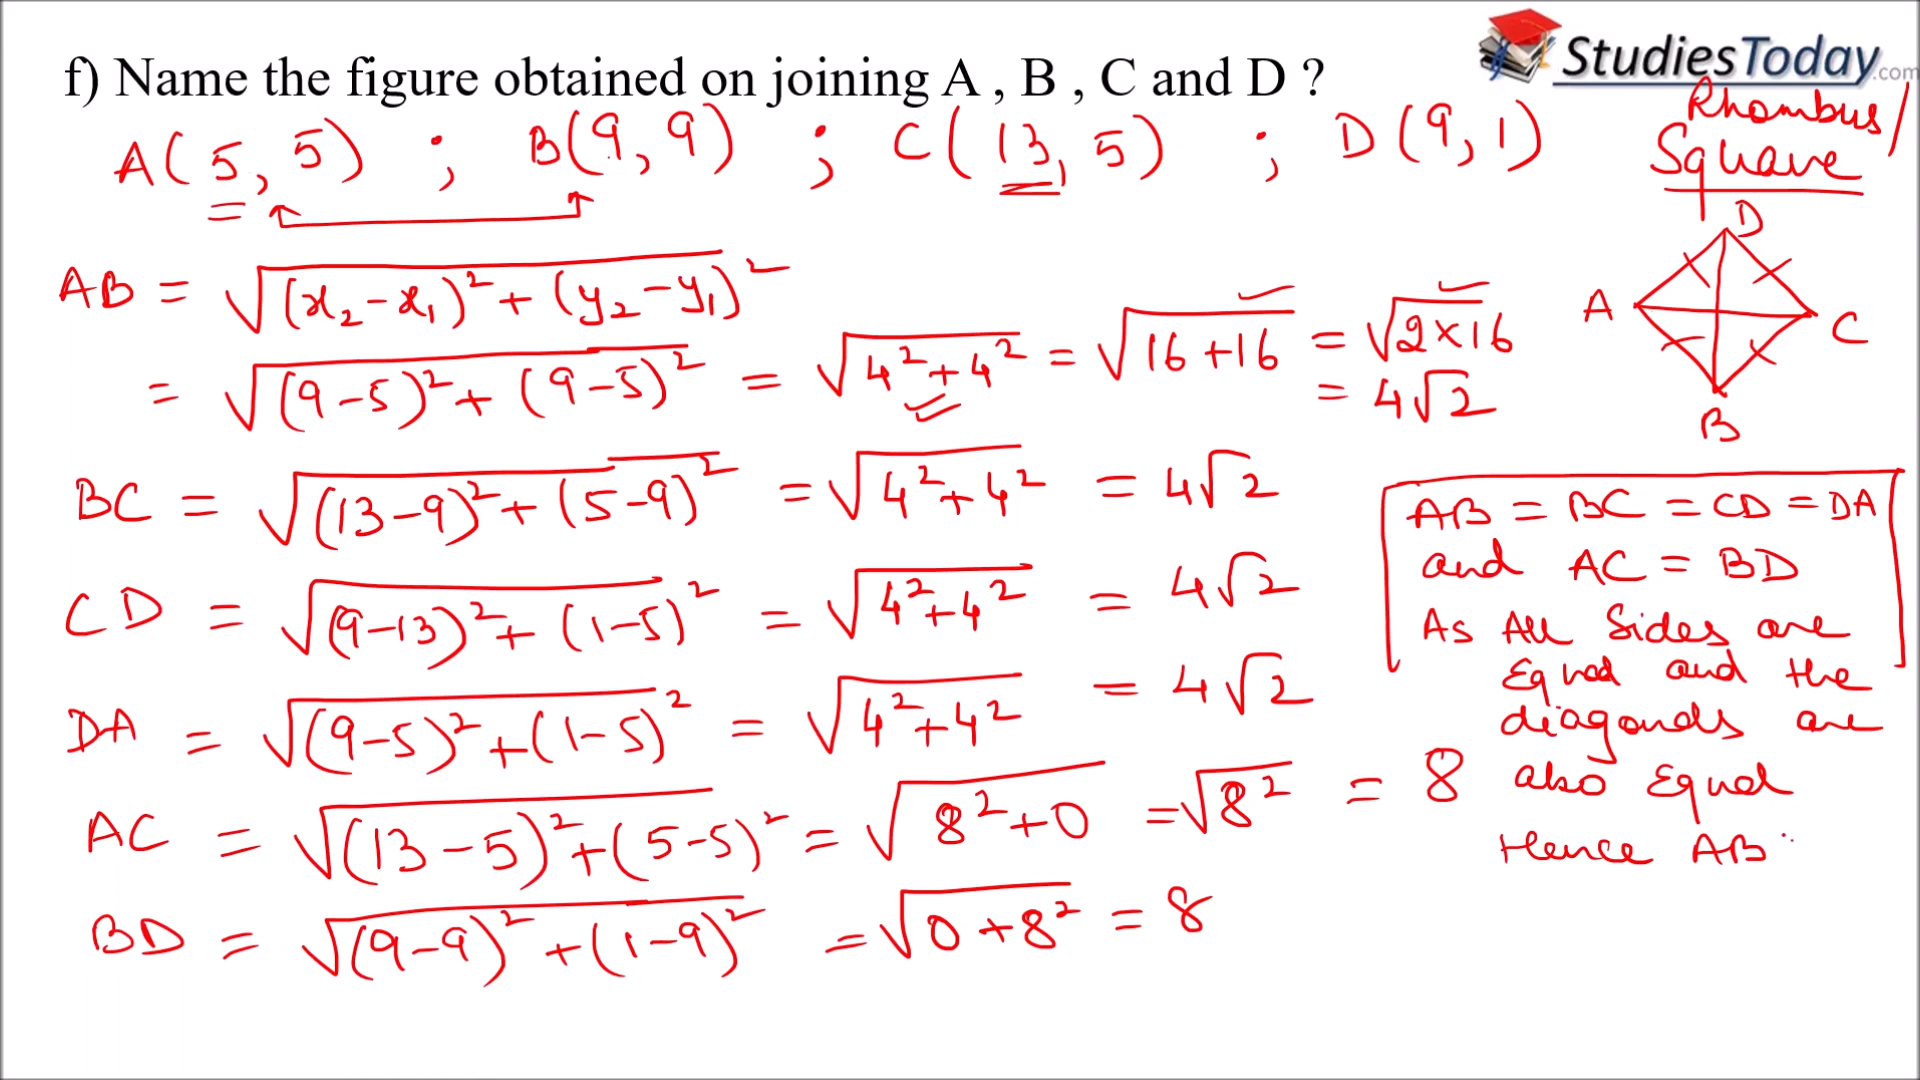 StudiesToday.com
f) Name the figure obtained on joining A , B , C and D ?
Rhombus/
Square
A(5, 5) ; B(9, 9) ; C(13, 5) ; D(9, 1)
D
A
C
B
AB = √(x₂-x₁)² + (y₂-y₁)²
= √(9-5)² + (9-5)² = √4²+4² = √16+16 = √2×16
= 4√2
BC = √(13-9)² + (5-9)² = √4²+4² = 4√2
CD = √(9-13)² + (1-5)² = √4²+4² = 4√2
DA = √(9-5)² + (1-5)² = √4²+4² = 4√2
AC = √(13-5)² + (5-5)² = √8²+0 = √8² = 8
BD = √(9-9)² + (1-9)² = √0+8² = 8
AB = BC = CD = DA
and AC = BD
As All Sides are
Equal and the
diagonals are
also Equal
Hence AB